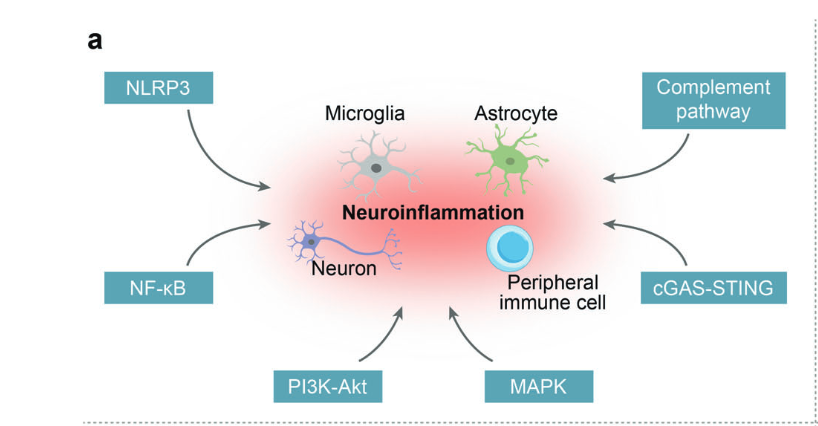 a
NLRP3
Complement
pathway
Microglia
Astrocyte
Neuroinflammation
Neuron
Peripheral
immune cell
NF-κB
cGAS-STING
PI3K-Akt
MAPK